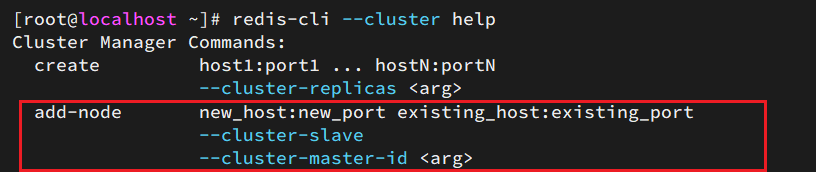 [root@localhost ~]# redis-cli --cluster help
Cluster Manager Commands:
create host1:port1 ... hostN:portN
--cluster-replicas <arg>
add-node new_host:new_port existing_host:existing_port
--cluster-slave
--cluster-master-id <arg>